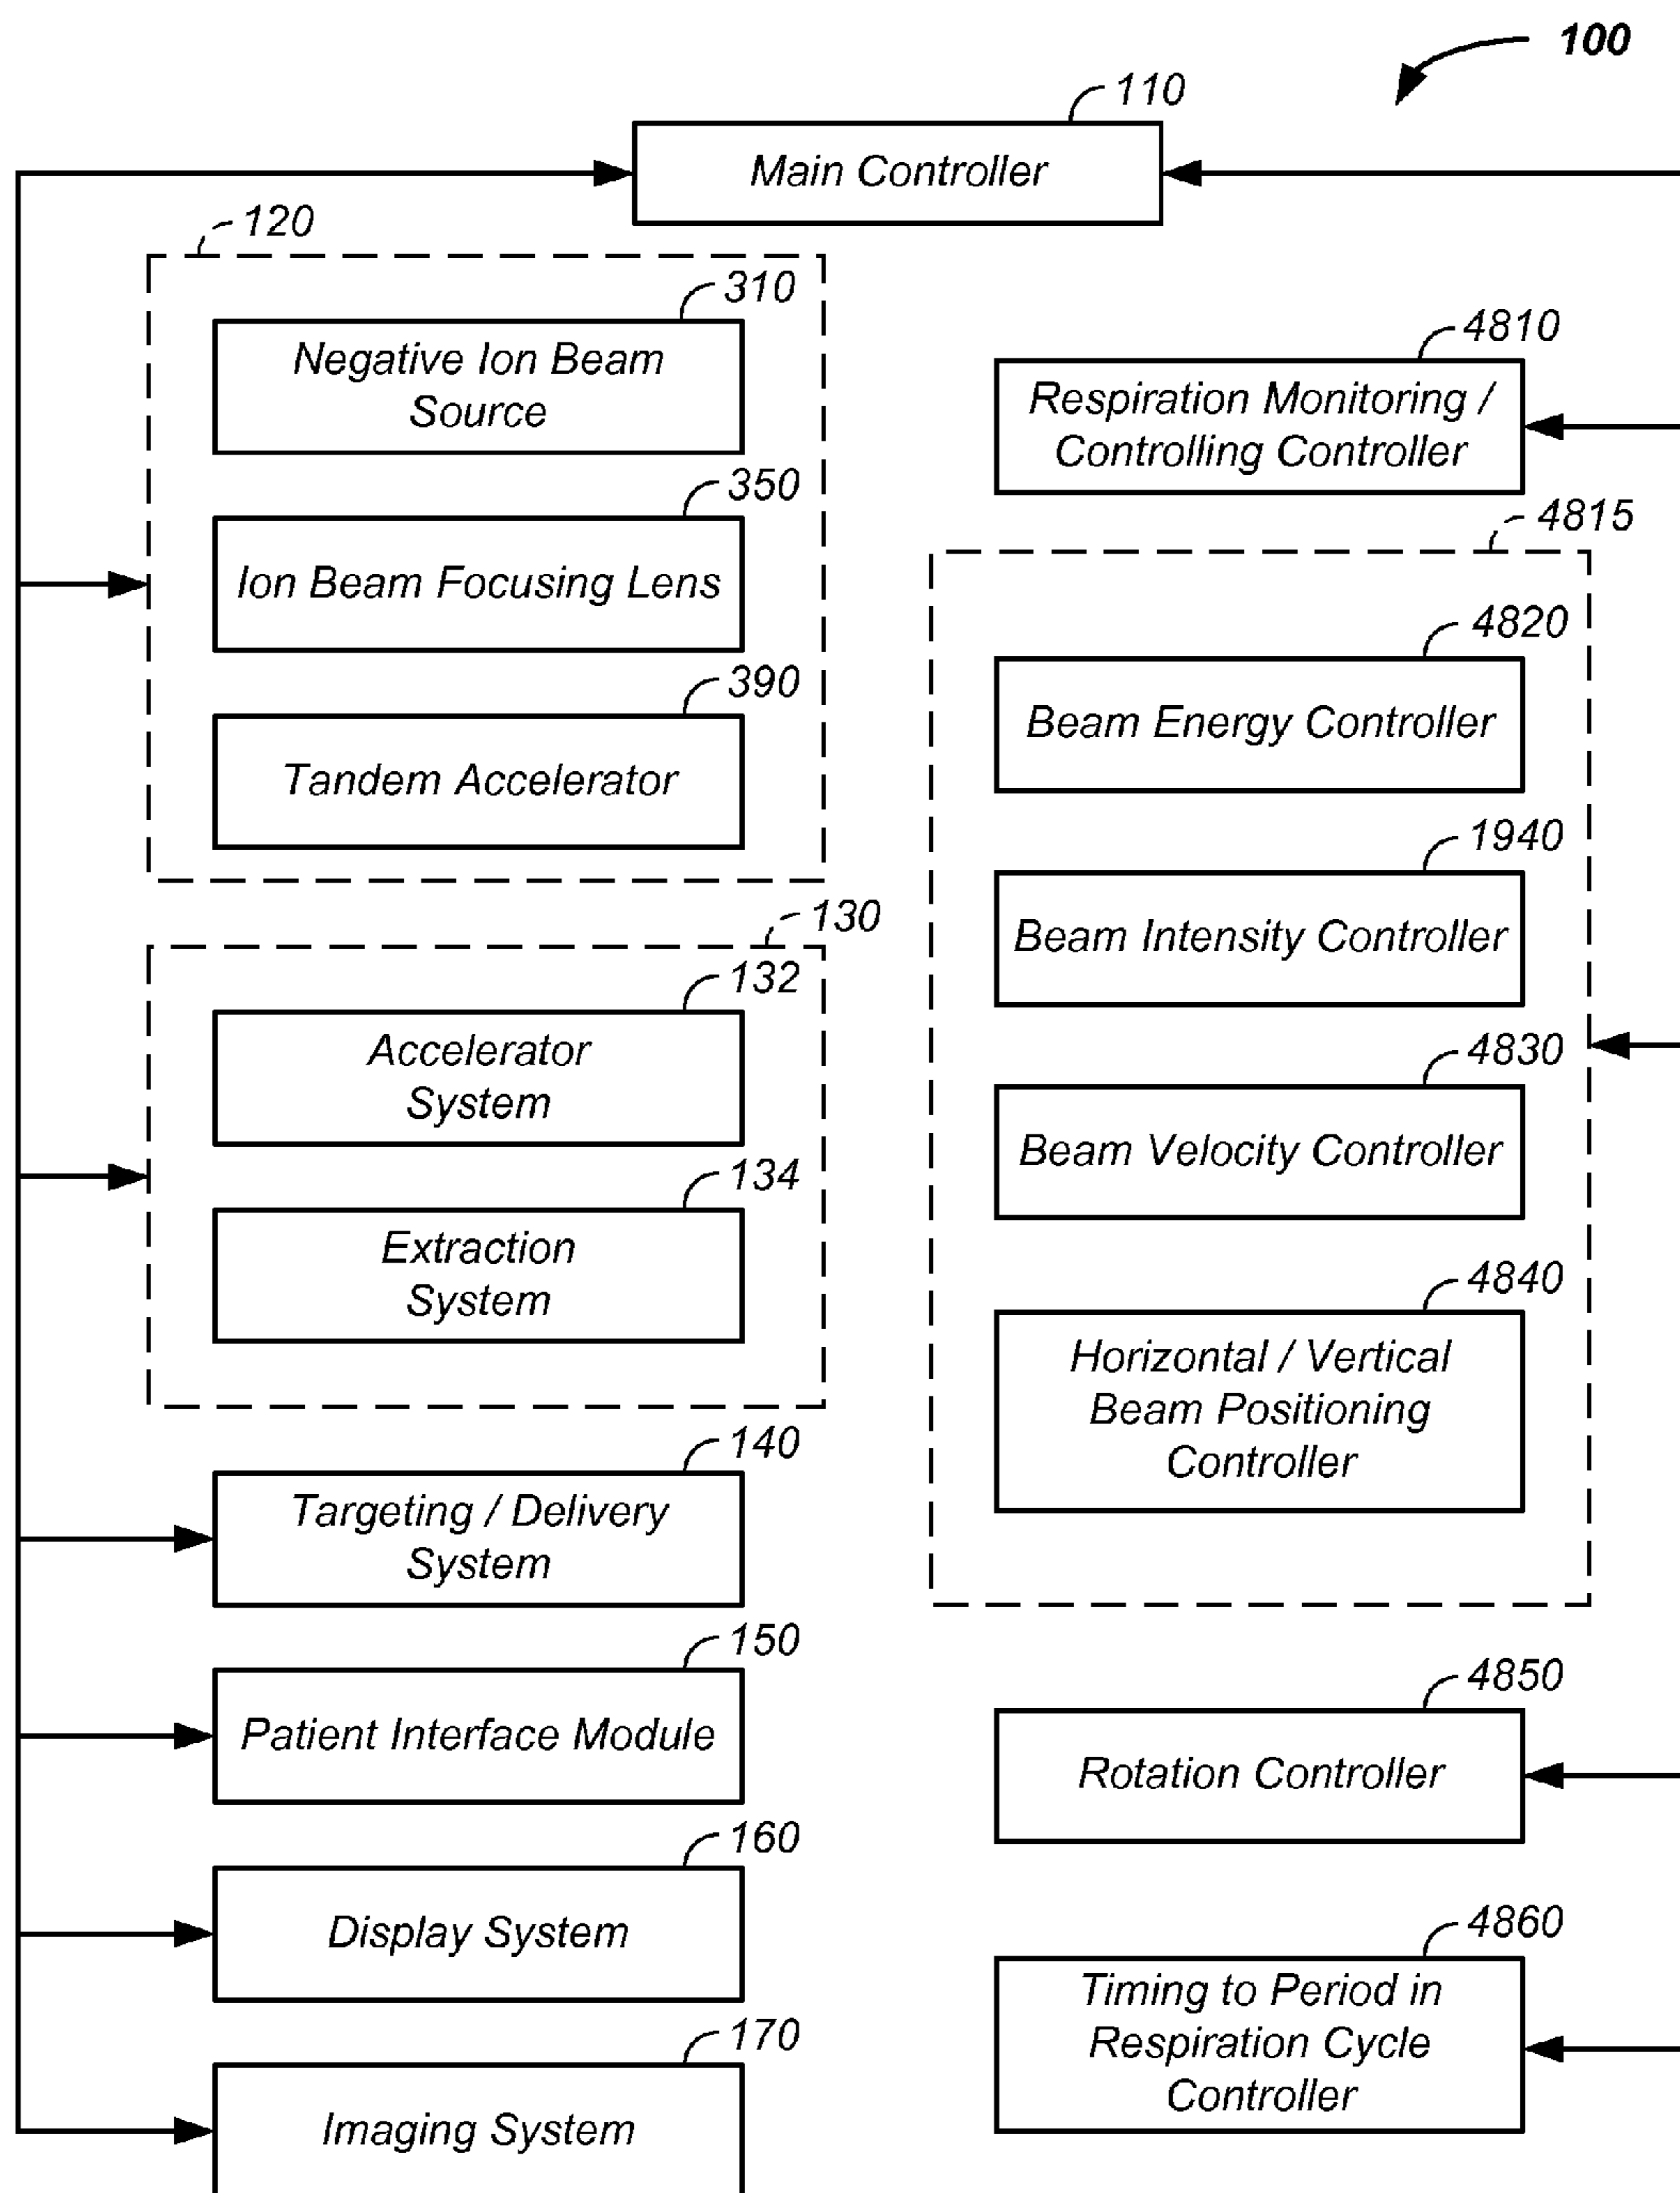 100
110
Main Controller
120
310
Negative Ion Beam
Source
350
Ion Beam Focusing Lens
390
Tandem Accelerator
130
132
Accelerator
System
134
Extraction
System
140
Targeting / Delivery
System
150
Patient Interface Module
160
Display System
170
Imaging System
4810
Respiration Monitoring /
Controlling Controller
4815
4820
Beam Energy Controller
1940
Beam Intensity Controller
4830
Beam Velocity Controller
4840
Horizontal / Vertical
Beam Positioning
Controller
4850
Rotation Controller
4860
Timing to Period in
Respiration Cycle
Controller